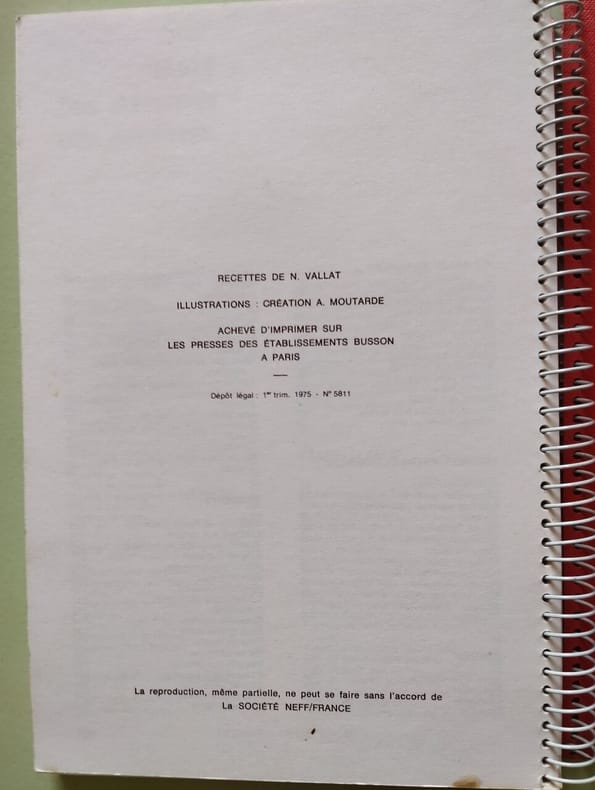 RECETTES DE N. VALLAT
ILLUSTRATIONS : CRÉATION A. MOUTARDE
ACHEVÉ D'IMPRIMER SUR
LES PRESSES DES ÉTABLISSEMENTS BUSSON
A PARIS
Dépôt légal : 1er trim. 1975 - N° 5811
La reproduction, même partielle, ne peut se faire sans l'accord de
La SOCIÉTÉ NEFF/FRANCE